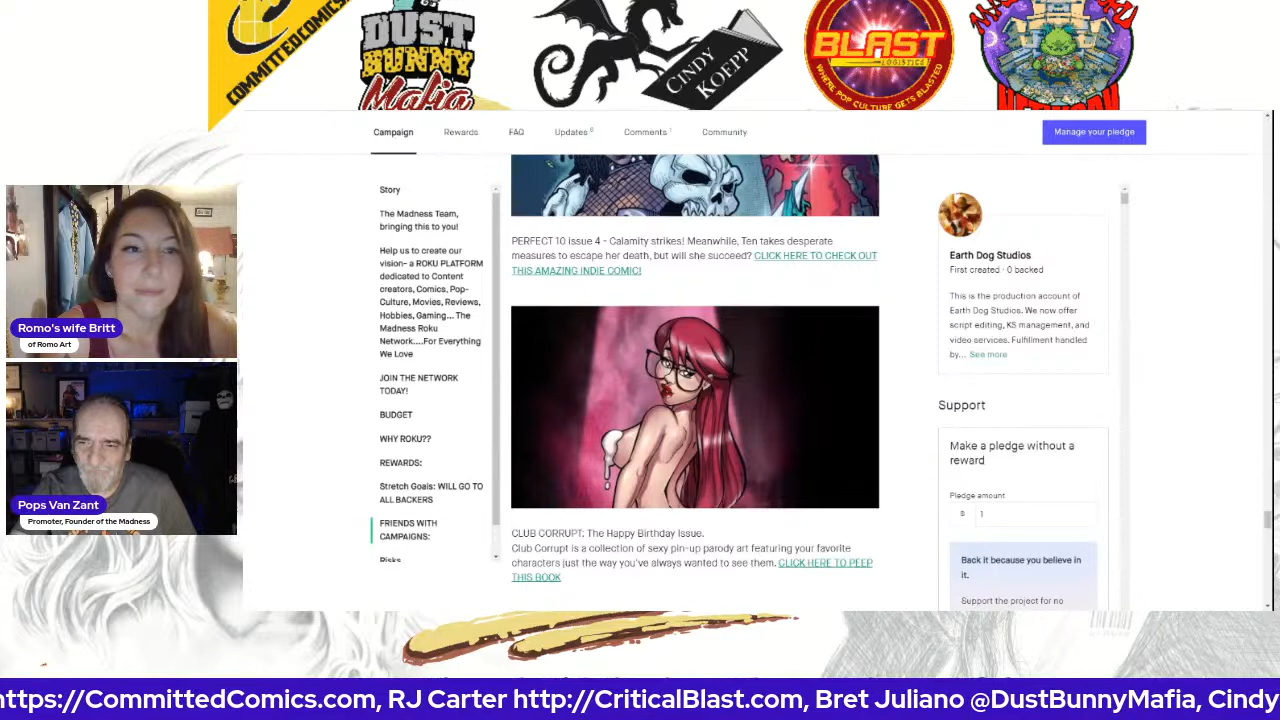 COMMITTEDCOMICS.COM
DUST
BUNNY
Mafia
CINDY
KOEPP
BLAST
LOGISTICS
WHERE POP CULTURE GETS BLASTED
NETWORK
Campaign
Rewards
FAQ
Updates 6
Comments 1
Community
Manage your pledge
Story
The Madness Team,
bringing this to you!
Help us to create our
vision- a ROKU PLATFORM
dedicated to Content
creators, Comics, Pop-
Culture, Movies, Reviews,
Hobbies, Gaming... The
Madness Roku
Network....For Everything
We Love
JOIN THE NETWORK
TODAY!
BUDGET
WHY ROKU??
REWARDS:
Stretch Goals: WILL GO TO
ALL BACKERS
FRIENDS WITH
CAMPAIGNS:
Risks
PERFECT 10 issue 4 - Calamity strikes! Meanwhile, Ten takes desperate
measures to escape her death, but will she succeed? CLICK HERE TO CHECK OUT
THIS AMAZING INDIE COMIC!
CLUB CORRUPT: The Happy Birthday Issue.
Club Corrupt is a collection of sexy pin-up parody art featuring your favorite
characters just the way you've always wanted to see them. CLICK HERE TO PEEP
THIS BOOK
Earth Dog Studios
First created · 0 backed
This is the production account of
Earth Dog Studios. We now offer
script editing, KS management, and
video services. Fulfillment handled
by... See more
Support
Make a pledge without a
reward
Pledge amount
$ 1
Back it because you believe in
it.
Support the project for no
Romo's wife Britt
of Romo Art
Pops Van Zant
Promoter, Founder of the Madness
https://CommittedComics.com, RJ Carter http://CriticalBlast.com, Bret Juliano @DustBunnyMafia, Cindy